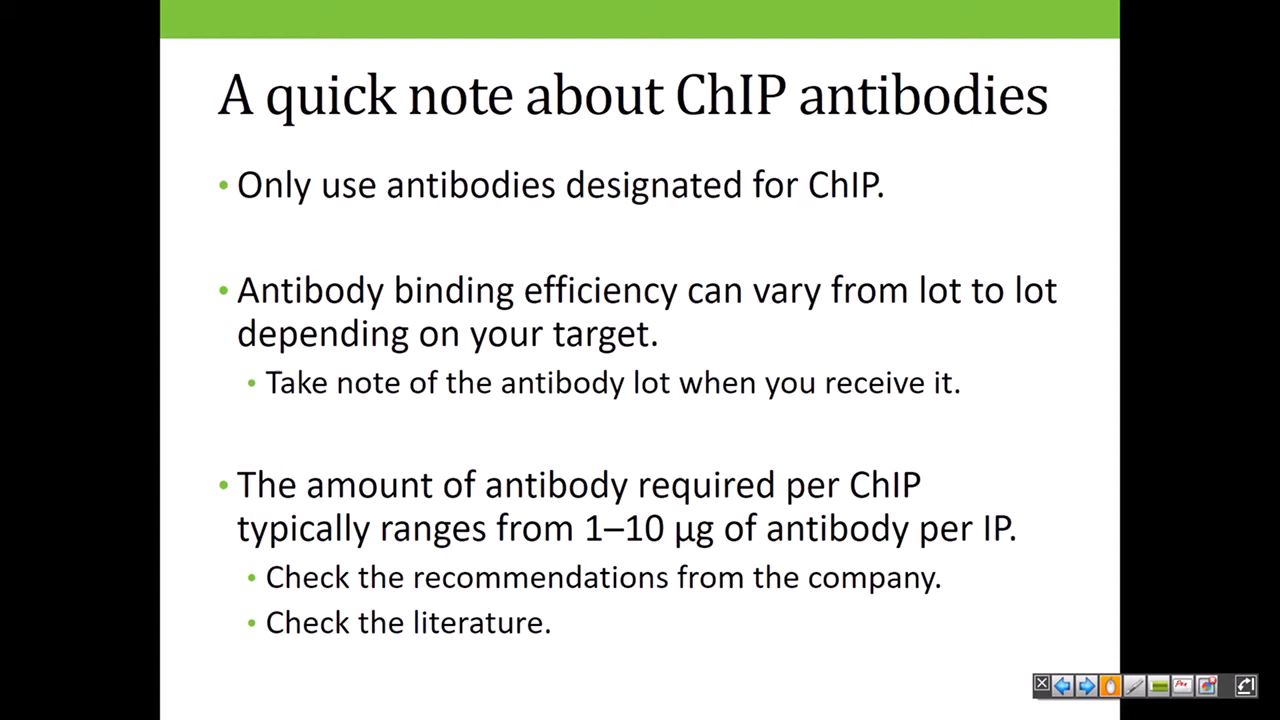 A quick note about ChIP antibodies
• Only use antibodies designated for ChIP.
• Antibody binding efficiency can vary from lot to lot
depending on your target.
• Take note of the antibody lot when you receive it.
• The amount of antibody required per ChIP
typically ranges from 1–10 µg of antibody per IP.
• Check the recommendations from the company.
• Check the literature.